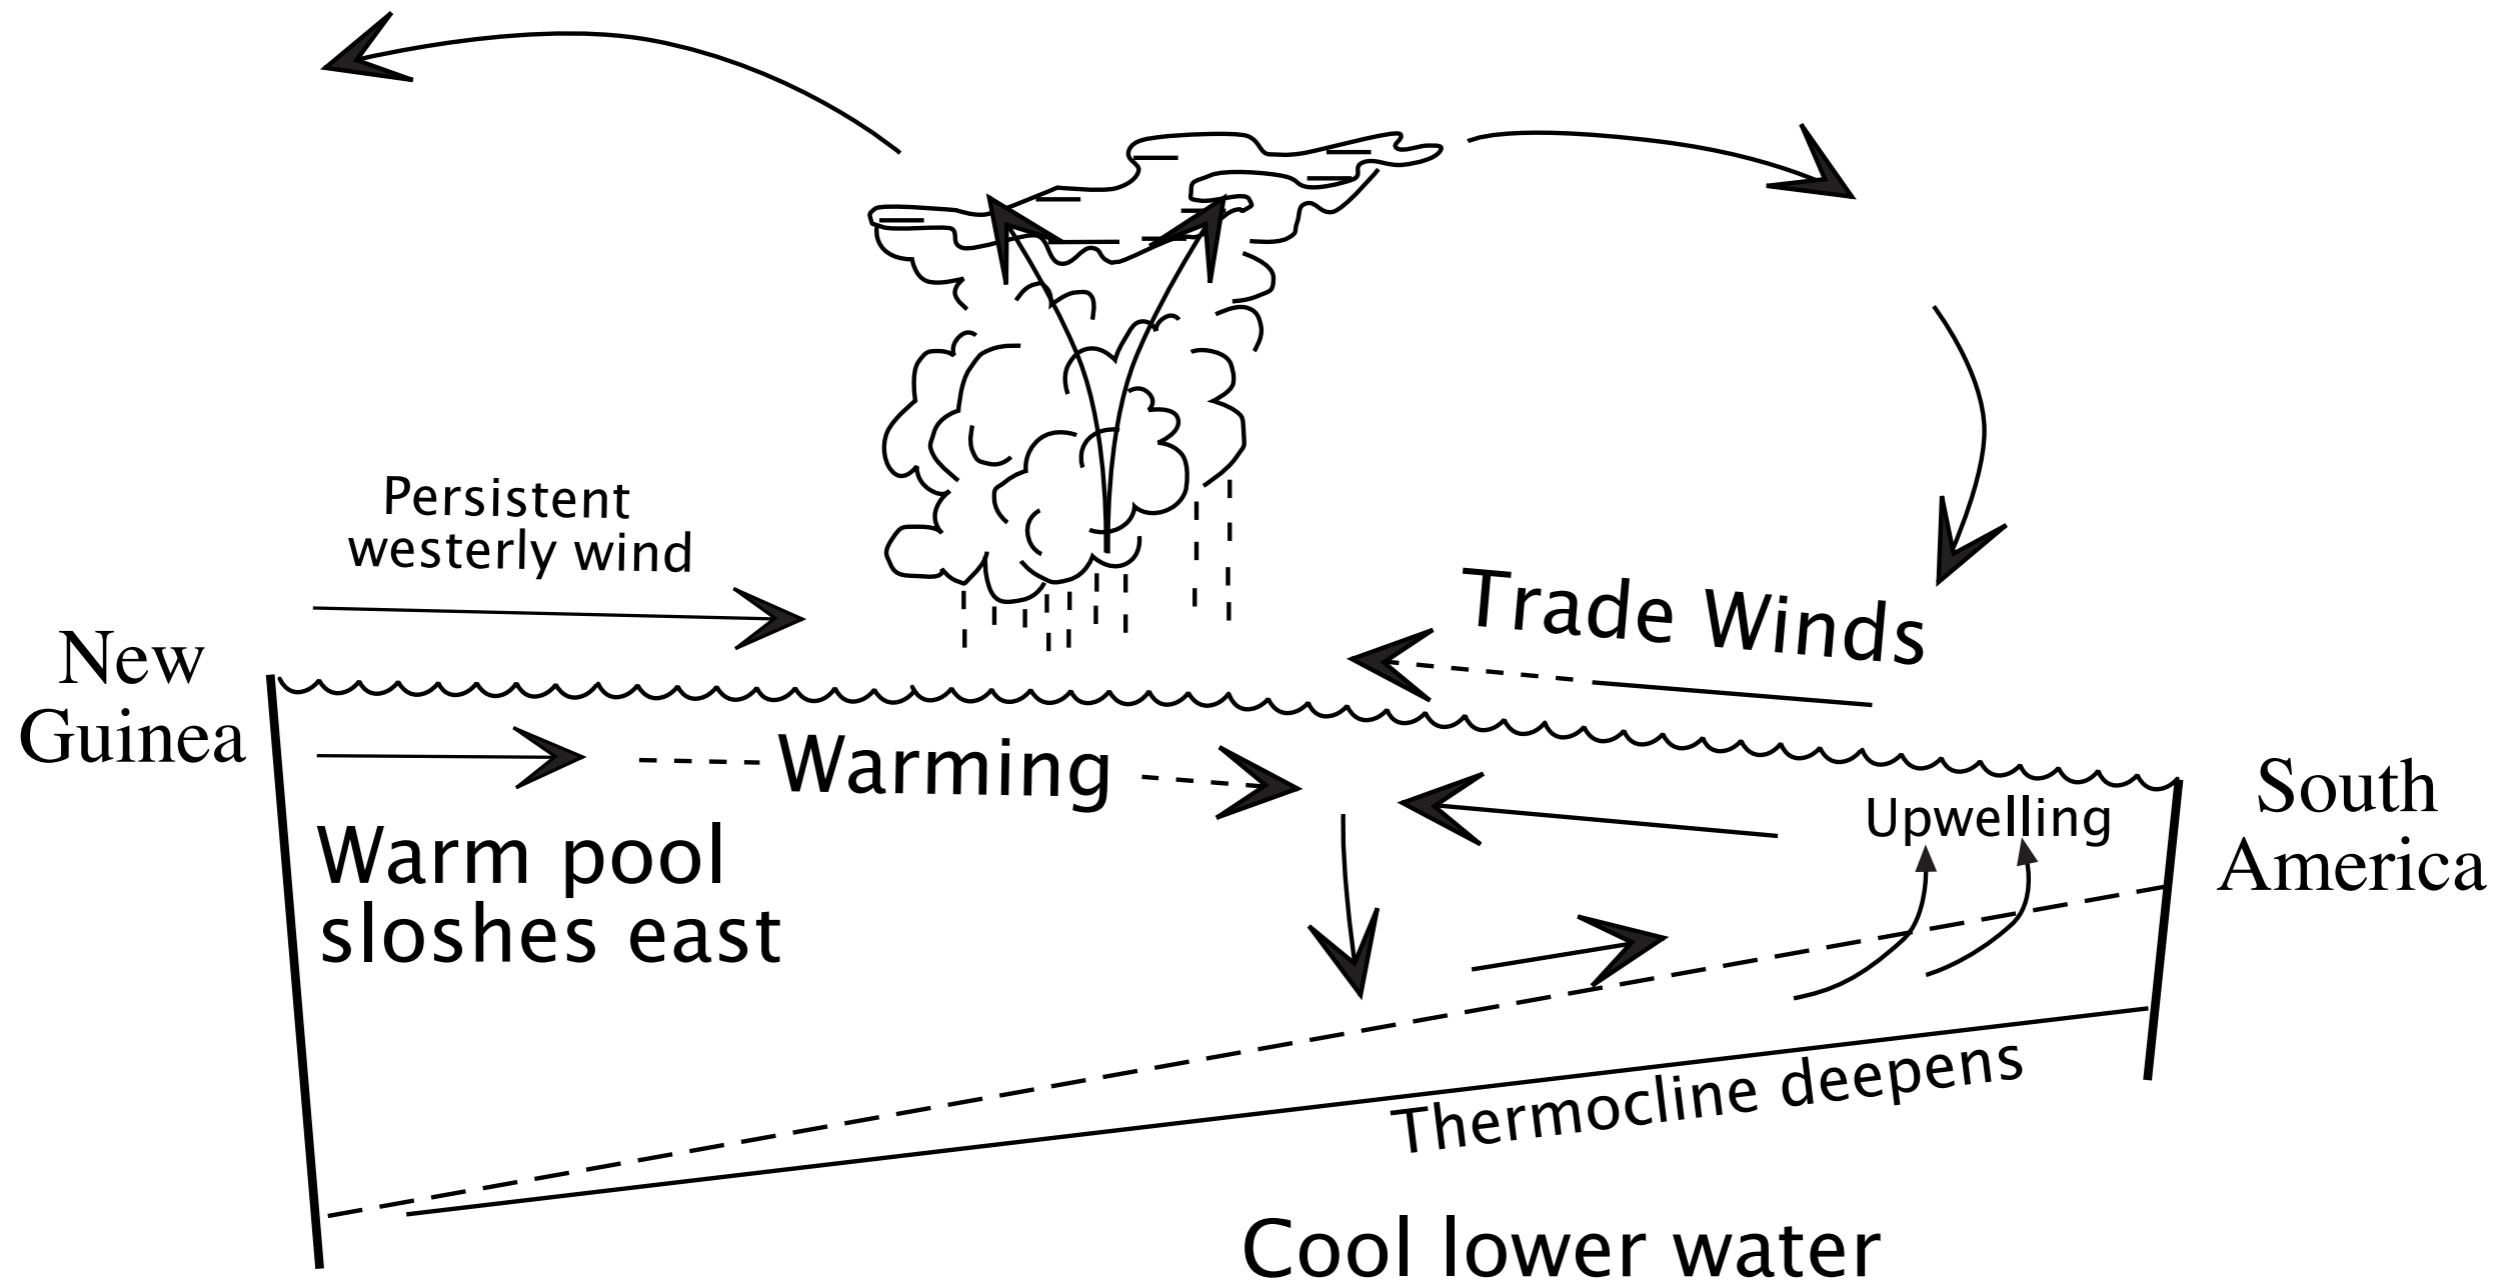 Persistent
westerly wind
Trade Winds
New
Guinea
Warming
South
America
Upwelling
Warm pool
sloshes east
Thermocline deepens
Cool lower water